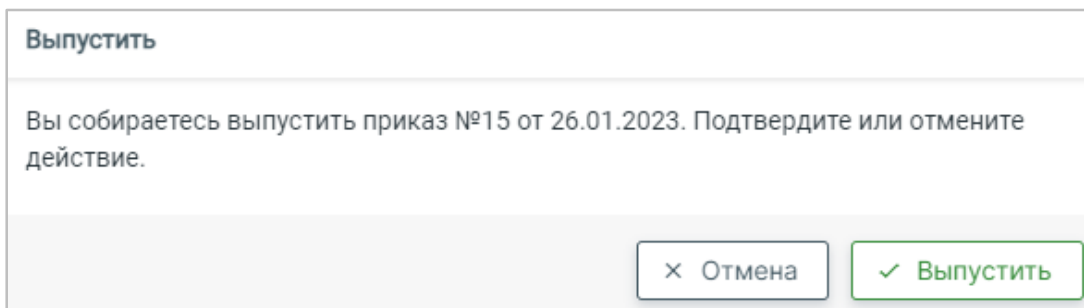 Выпустить
Вы собираетесь выпустить приказ №15 от 26.01.2023. Подтвердите или отмените
действие.
Отмена
Выпустить